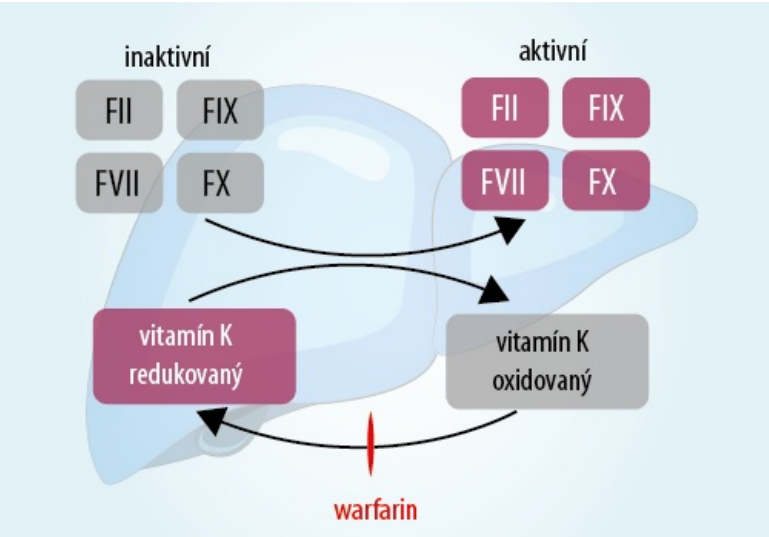 inaktivní
FII
FIX
FVII
FX
aktivní
FII
FIX
FVII
FX
vitamín K
redukovaný
vitamín K
oxidovaný
warfarin